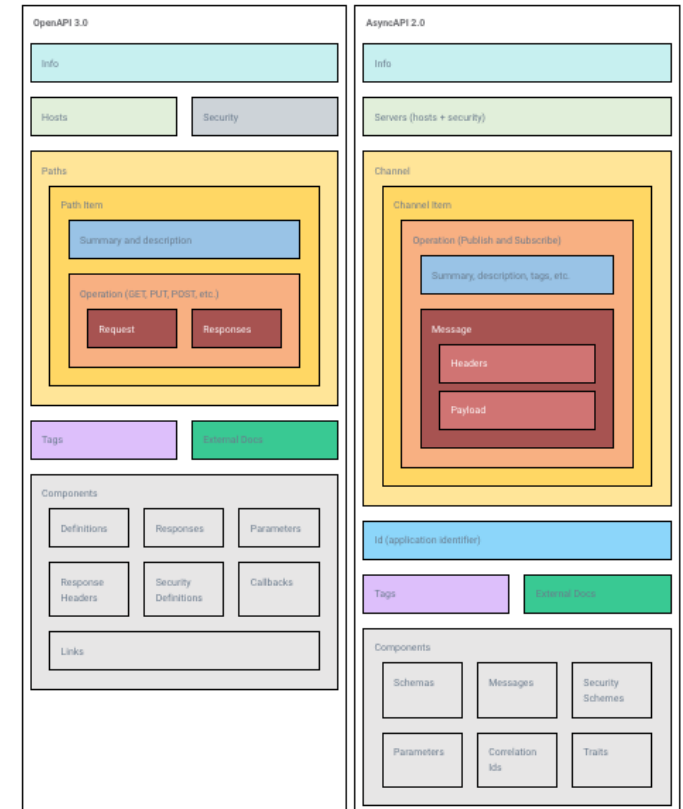 OpenAPI 3.0
Info
Hosts
Security
Paths
Path Item
Summary and description
Operation (GET, PUT, POST, etc.)
Request
Responses
Tags
External Docs
Components
Definitions
Responses
Parameters
Response
Headers
Security
Definitions
Callbacks
Links
AsyncAPI 2.0
Info
Servers (hosts + security)
Channel
Channel Item
Operation (Publish and Subscribe)
Summary, description, tags, etc.
Message
Headers
Payload
Id (application identifier)
Tags
External Docs
Components
Schemas
Messages
Security
Schemes
Parameters
Correlation
Ids
Traits